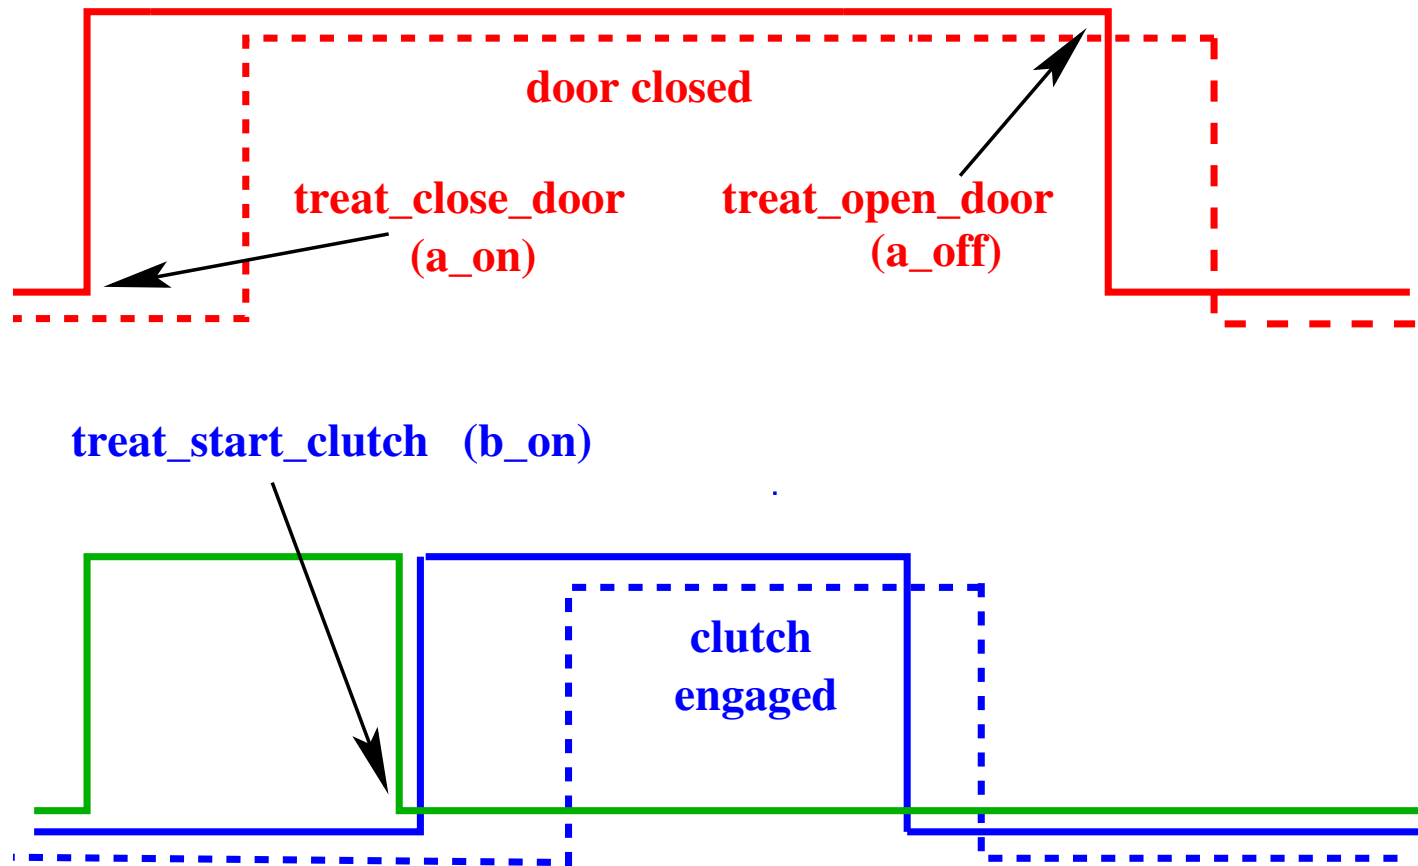 door closed
treat_close_door
(a_on)
treat_open_door
(a_off)
treat_start_clutch (b_on)
clutch
engaged